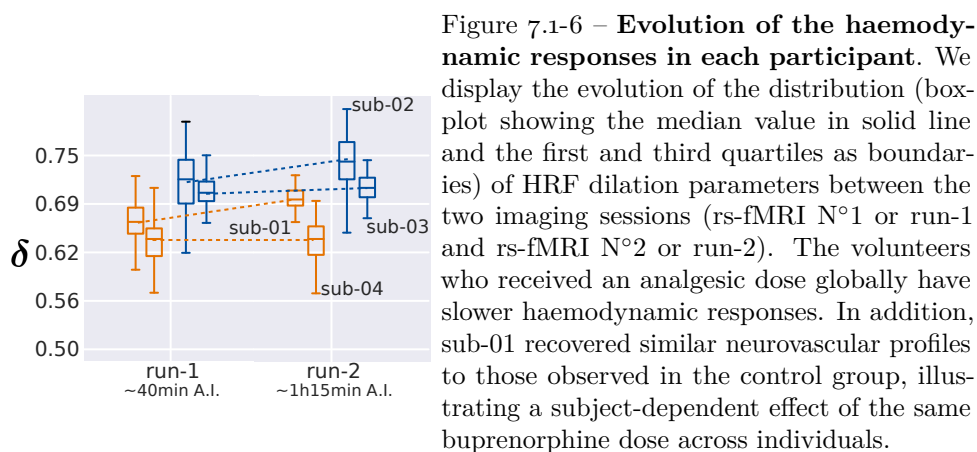 Figure 7.1-6 – Evolution of the haemody-
namic responses in each participant. We
display the evolution of the distribution (box-
plot showing the median value in solid line
and the first and third quartiles as boundar-
ies) of HRF dilation parameters between the
two imaging sessions (rs-fMRI N°1 or run-1
and rs-fMRI N°2 or run-2). The volunteers
who received an analgesic dose globally have
slower haemodynamic responses. In addition,
sub-01 recovered similar neurovascular profiles
to those observed in the control group, illus-
trating a subject-dependent effect of the same
buprenorphine dose across individuals.
δ
0.75
0.69
0.62
0.56
0.50
sub-02
sub-01
sub-03
sub-04
run-1
~40min A.I.
run-2
~1h15min A.I.